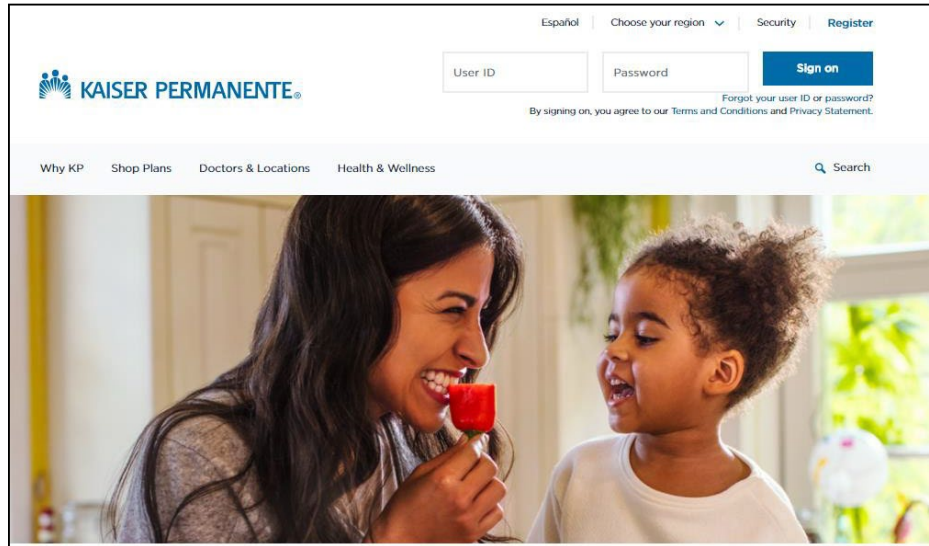 Español Choose your region Security Register
User ID Password Sign on
KAISER PERMANENTE®
Forgot your user ID or password?
By signing on, you agree to our Terms and Conditions and Privacy Statement.
Why KP Shop Plans Doctors & Locations Health & Wellness Search